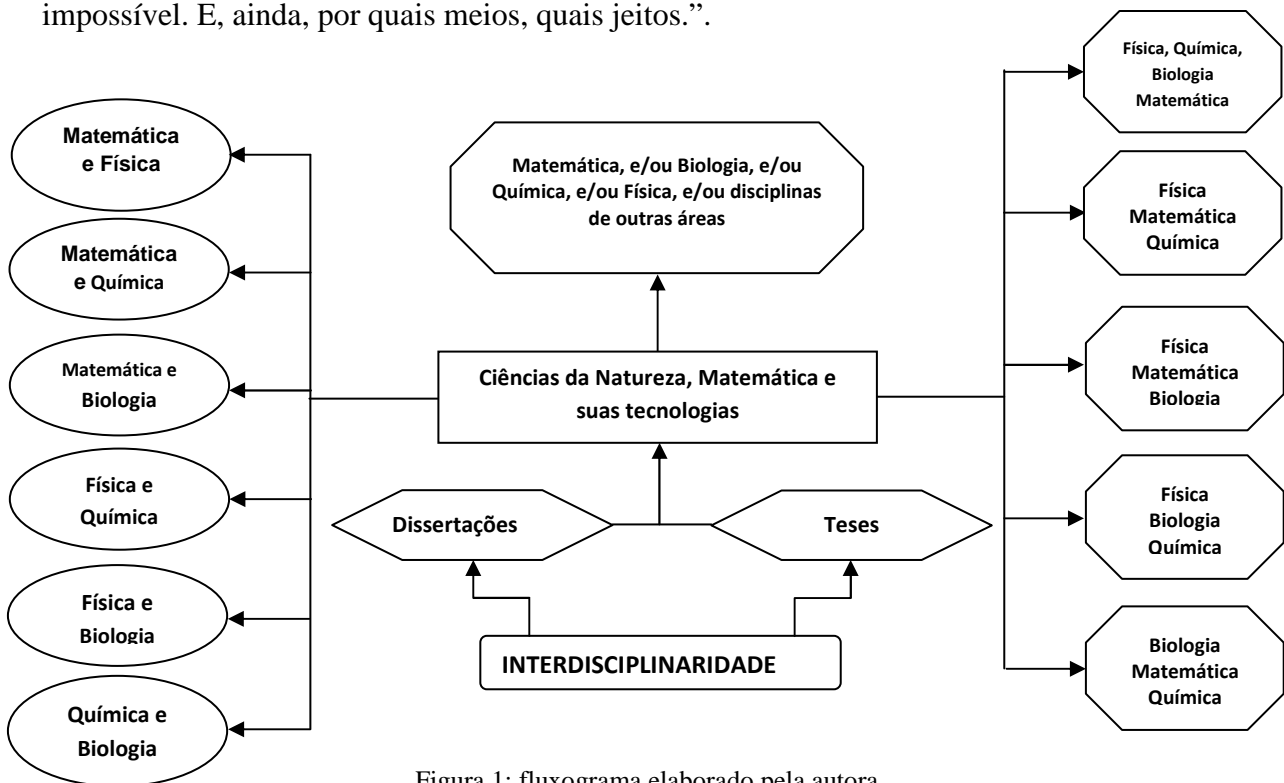 impossível. E, ainda, por quais meios, quais jeitos.”.
Matemática
e Física
Matemática
e Química
Matemática e
Biologia
Física e
Química
Física e
Biologia
Química e
Biologia
Matemática, e/ou Biologia, e/ou
Química, e/ou Física, e/ou disciplinas
de outras áreas
Ciências da Natureza, Matemática e
suas tecnologias
Dissertações
Teses
INTERDISCIPLINARIDADE
Física, Química,
Biologia
Matemática
Física
Matemática
Química
Física
Matemática
Biologia
Física
Biologia
Química
Biologia
Matemática
Química
Figura 1: fluxograma elaborado pela autora